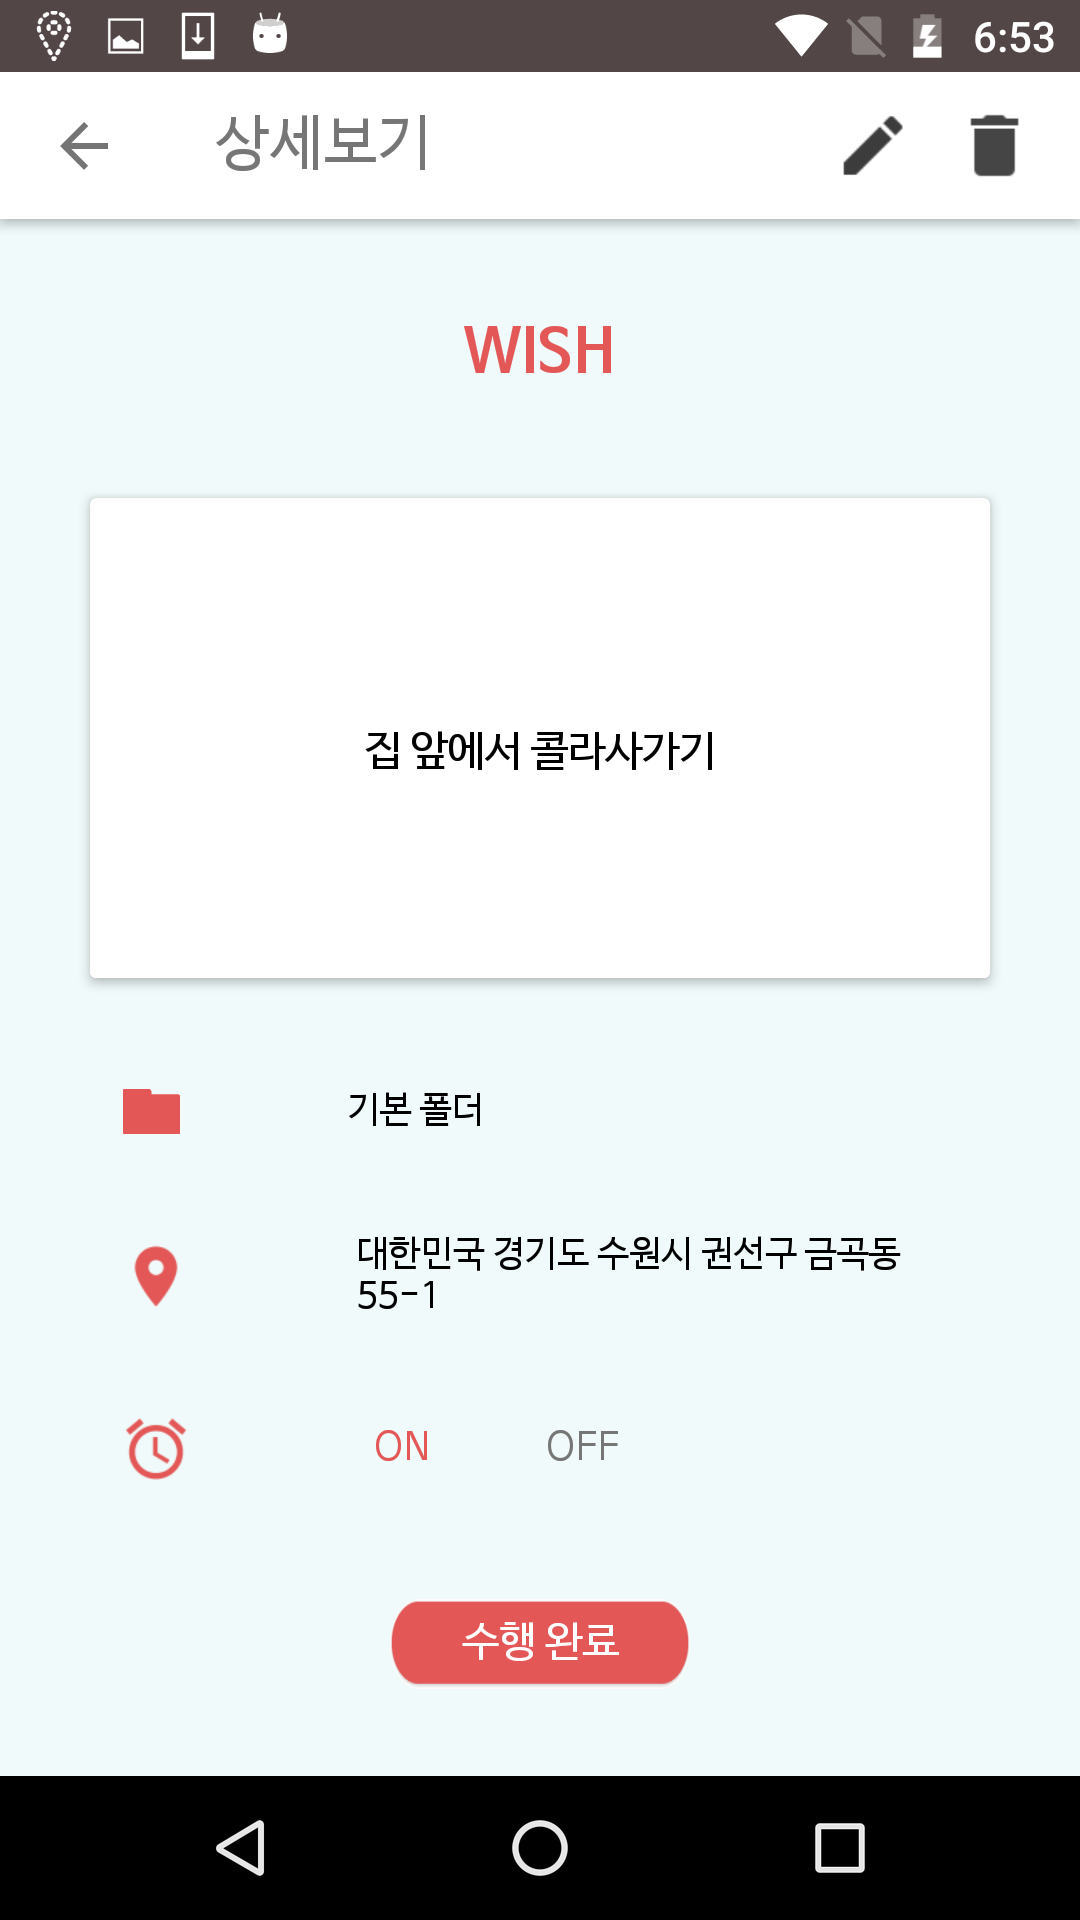 6:53
상세보기
WISH
집 앞에서 콜라사가기
기본 폴더
대한민국 경기도 수원시 권선구 금곡동
55-1
ON OFF
수행 완료